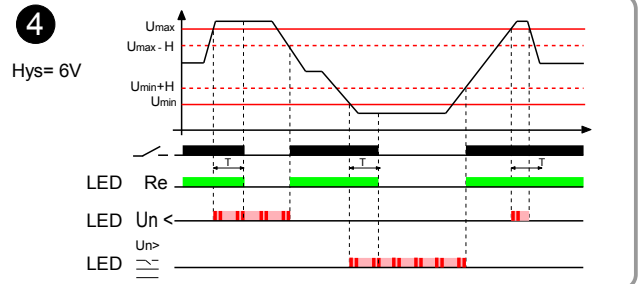 4
Hys= 6V
Umax
Umax - H
Umin+H
Umin
T T T
LED Re
LED Un <
Un>
LED